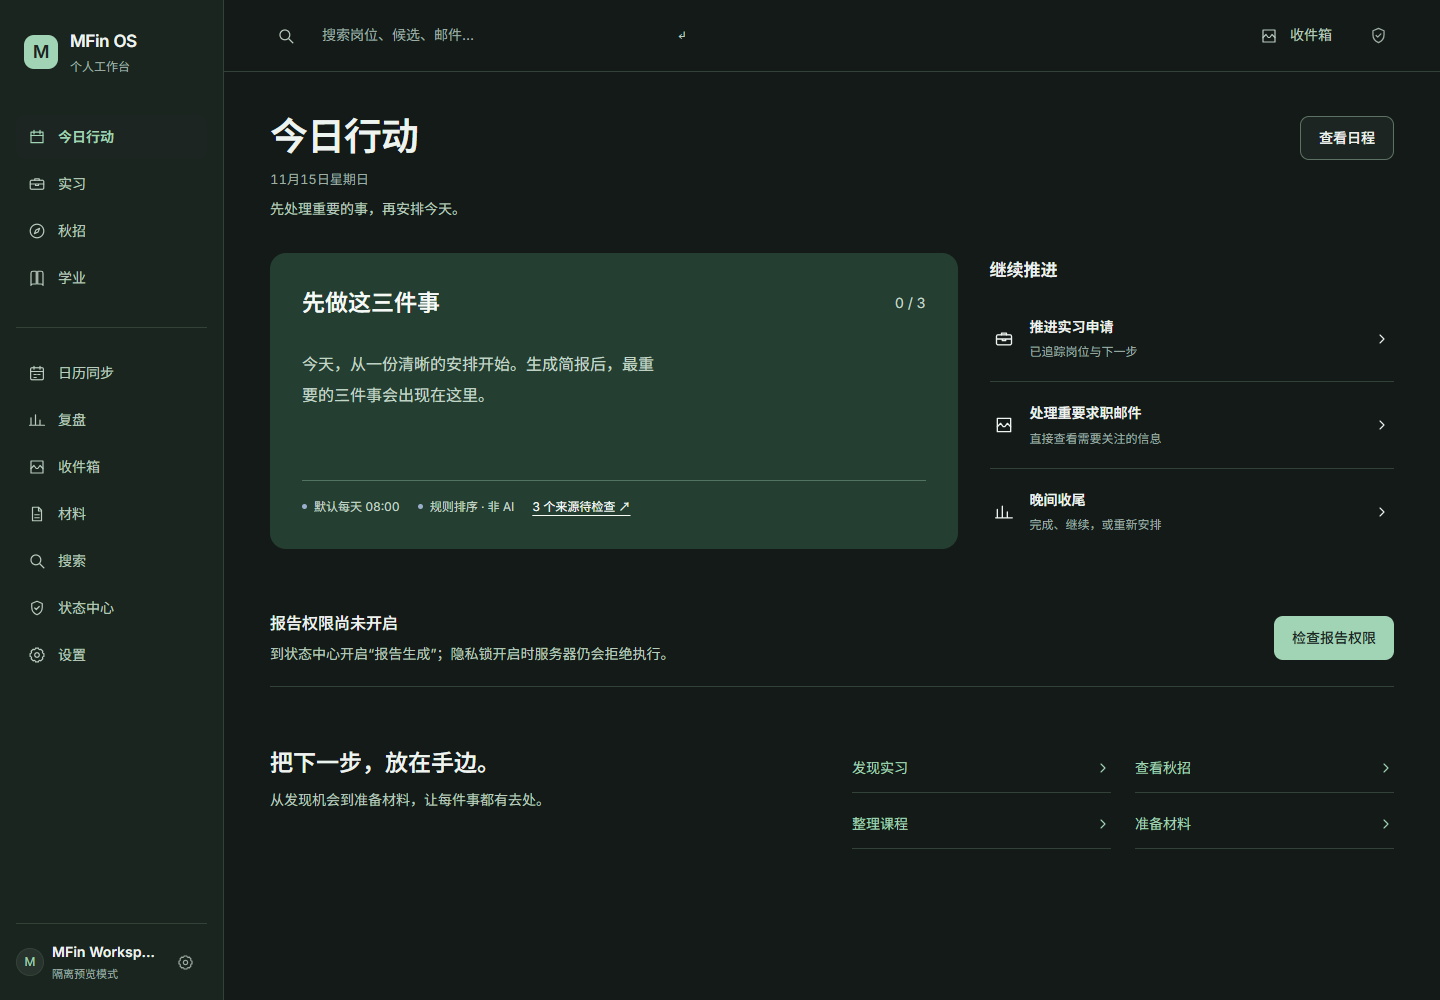 M
MFin OS
个人工作台
今日行动
实习
秋招
学业
日历同步
复盘
收件箱
材料
搜索
状态中心
设置
M
MFin Worksp...
隔离预览模式
搜索岗位、候选、邮件...
收件箱
今日行动
11月15日星期日
先处理重要的事，再安排今天。
查看日程
先做这三件事
0 / 3
今天，从一份清晰的安排开始。生成简报后，最重
要的三件事会出现在这里。
默认每天 08:00
规则排序 · 非 AI
3 个来源待检查 ↗
继续推进
推进实习申请
已追踪岗位与下一步
处理重要求职邮件
直接查看需要关注的信息
晚间收尾
完成、继续，或重新安排
报告权限尚未开启
到状态中心开启“报告生成”；隐私锁开启时服务器仍会拒绝执行。
检查报告权限
把下一步，放在手边。
从发现机会到准备材料，让每件事都有去处。
发现实习
查看秋招
整理课程
准备材料